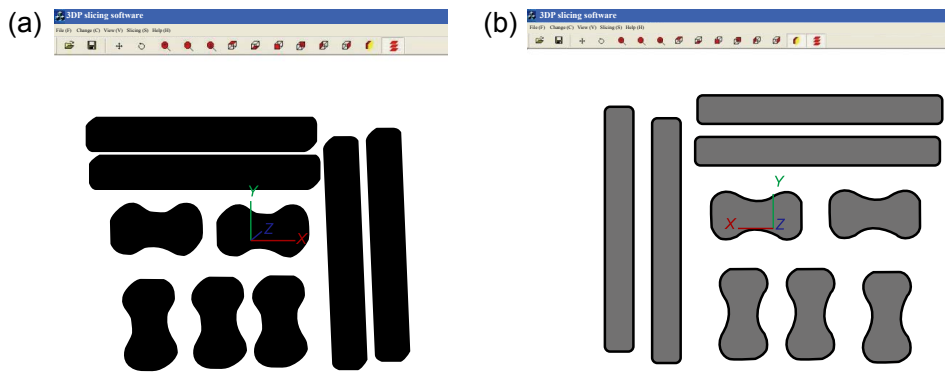 (a)
3DP slicing software
File (F) Change (C) View (V) Slicing (S) Help (H)
Y
Z
X
(b)
3DP slicing software
File (F) Change (C) View (V) Slicing (S) Help (H)
Y
X
Z